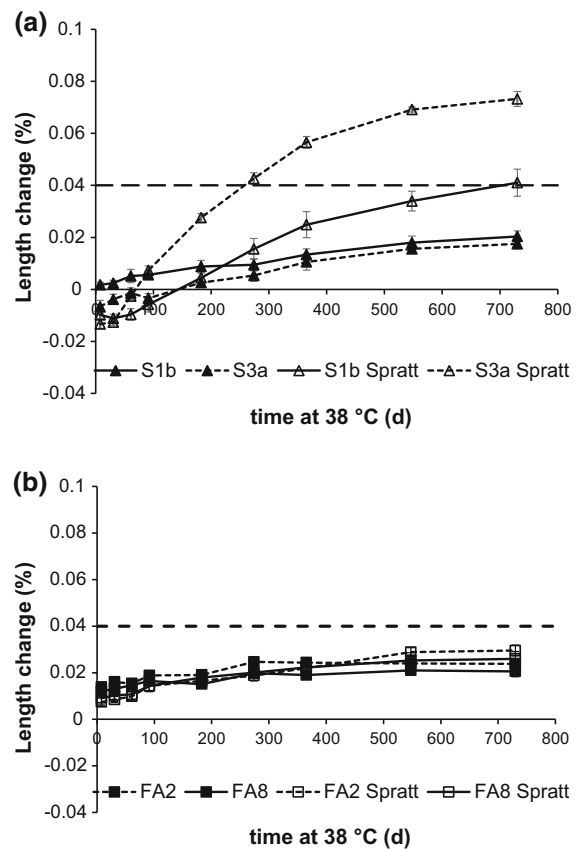 (a)
0.1
0.08
0.06
0.04
0.02
0
-0.02
-0.04
Length change (%)
0 100 200 300 400 500 600 700 800
S1b S3a S1b Spratt S3a Spratt
time at 38 °C (d)
(b)
0.1
0.08
0.06
0.04
0.02
0
-0.02
-0.04
Length change (%)
0 100 200 300 400 500 600 700 800
FA2 FA8 FA2 Spratt FA8 Spratt
time at 38 °C (d)